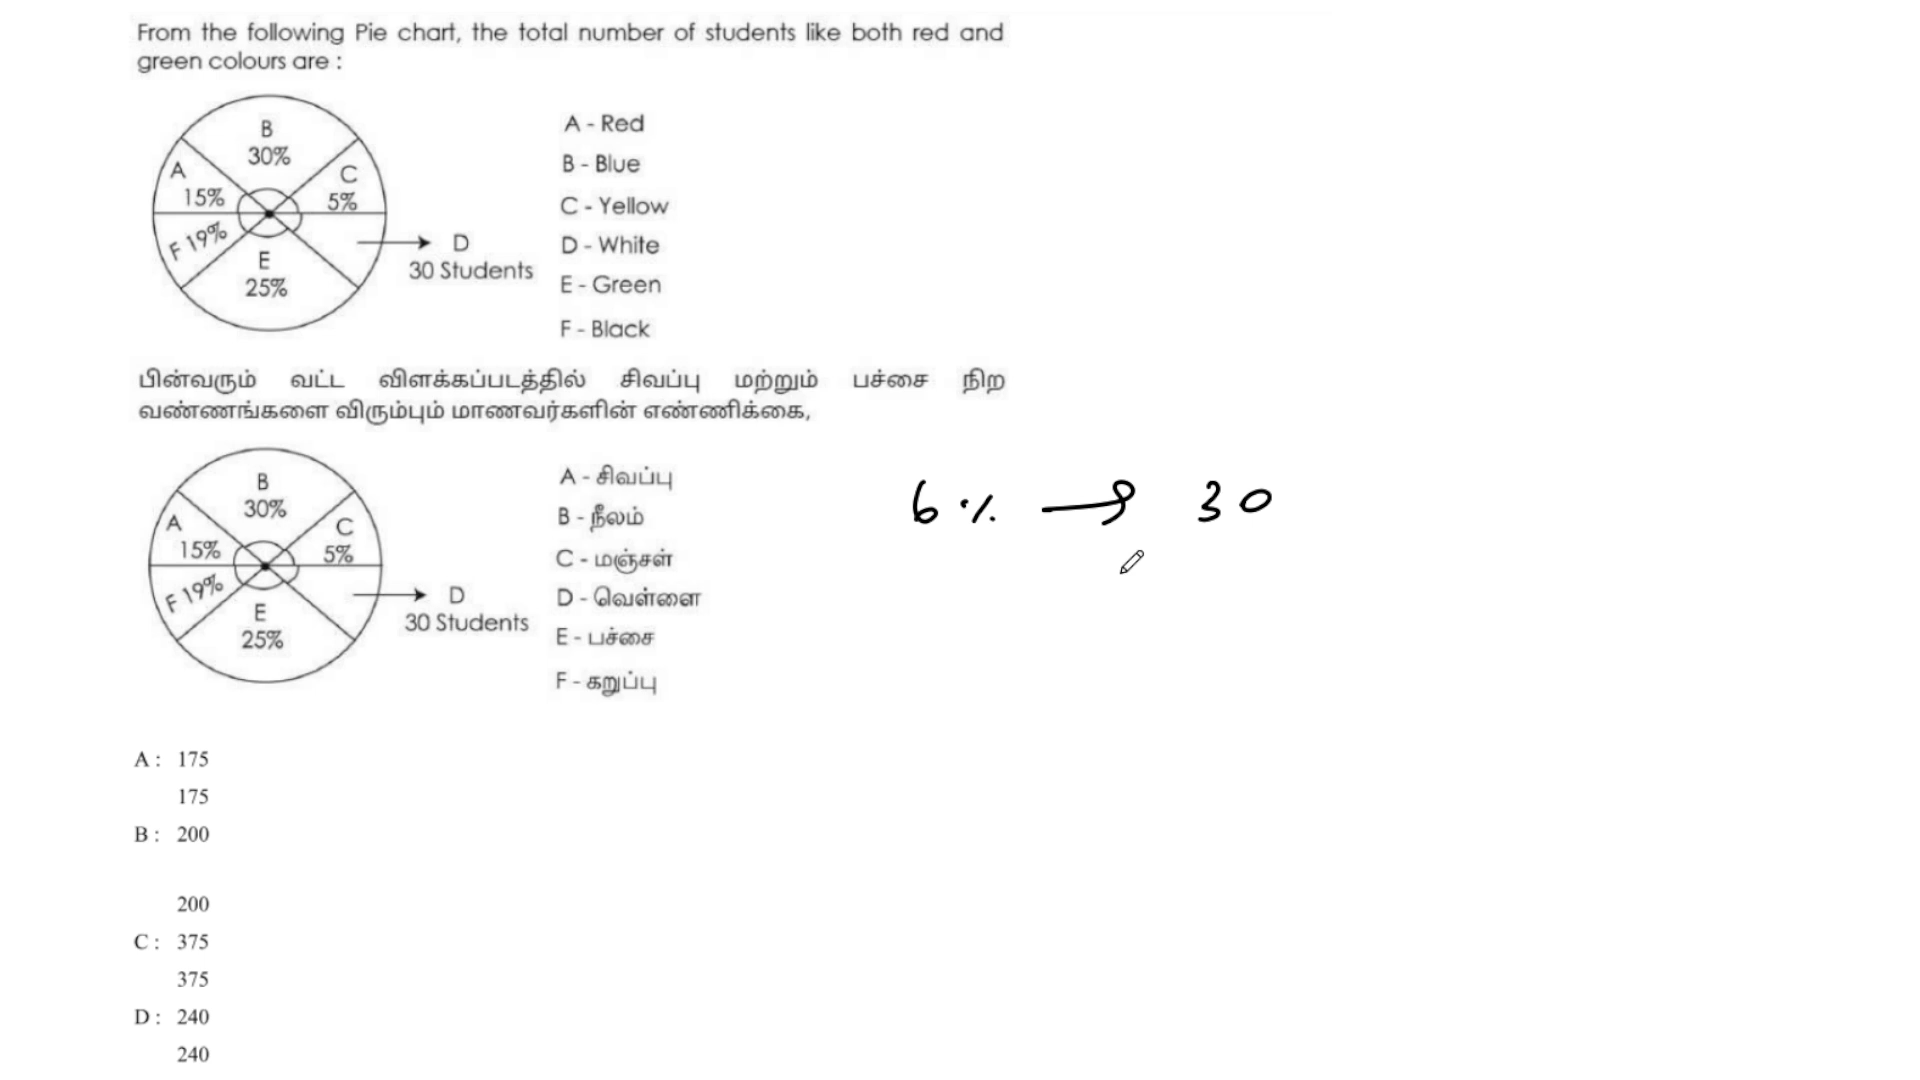 From the following Pie chart, the total number of students like both red and
green colours are :
B
30%
A
15%
C
5%
F 19%
E
25%
D
30 Students
A - Red
B - Blue
C - Yellow
D - White
E - Green
F - Black
பின்வரும் வட்ட விளக்கப்படத்தில் சிவப்பு மற்றும் பச்சை நிற
வண்ணங்களை விரும்பும் மாணவர்களின் எண்ணிக்கை,
B
30%
A
15%
C
5%
F 19%
E
25%
D
30 Students
A - சிவப்பு
B - நீலம்
C - மஞ்சள்
D - வெள்ளை
E - பச்சை
F - கறுப்பு
6% → 30
A : 175
175
B : 200
200
C : 375
375
D : 240
240